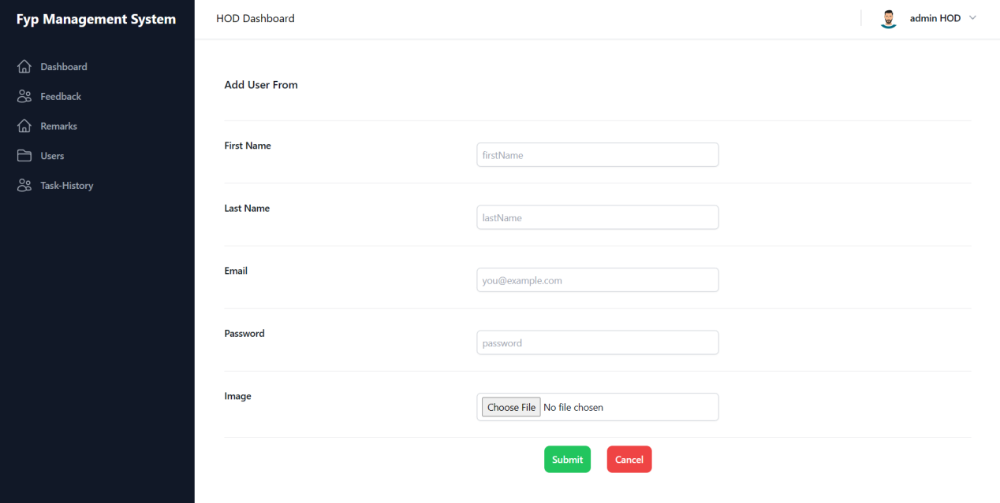 Fyp Management System
HOD Dashboard
admin HOD
Dashboard
Feedback
Remarks
Users
Task-History
Add User From
First Name
firstName
Last Name
lastName
Email
you@example.com
Password
password
Image
Choose File No file chosen
Submit
Cancel